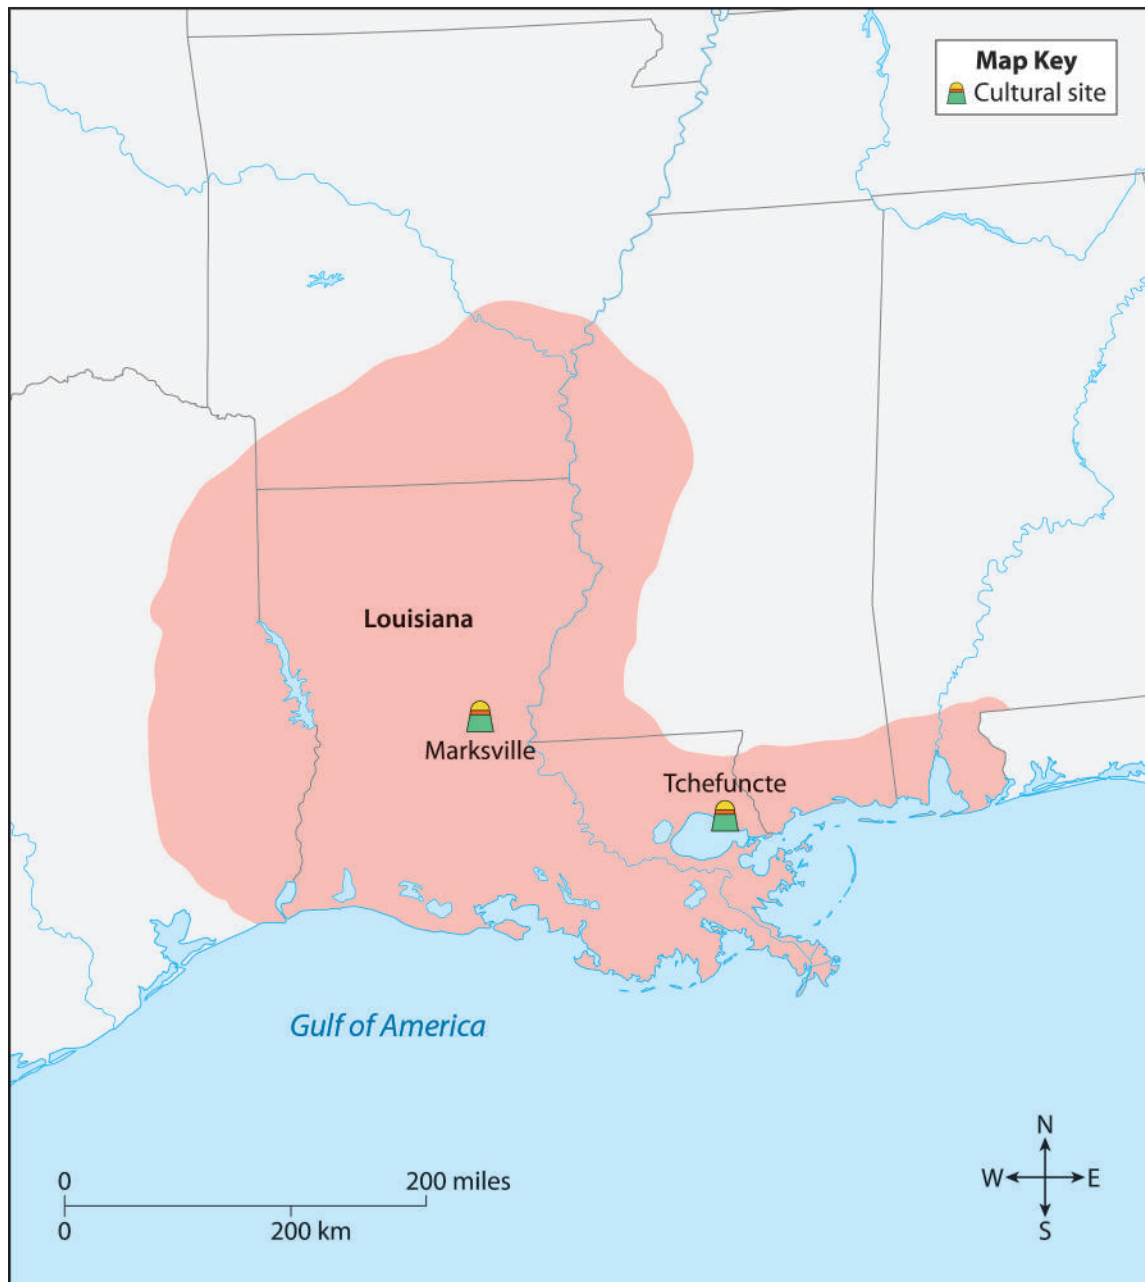 Map Key
Cultural site
Louisiana
Marksville
Tchefuncte
Gulf of America
0 200 miles
0 200 km
N
W E
S